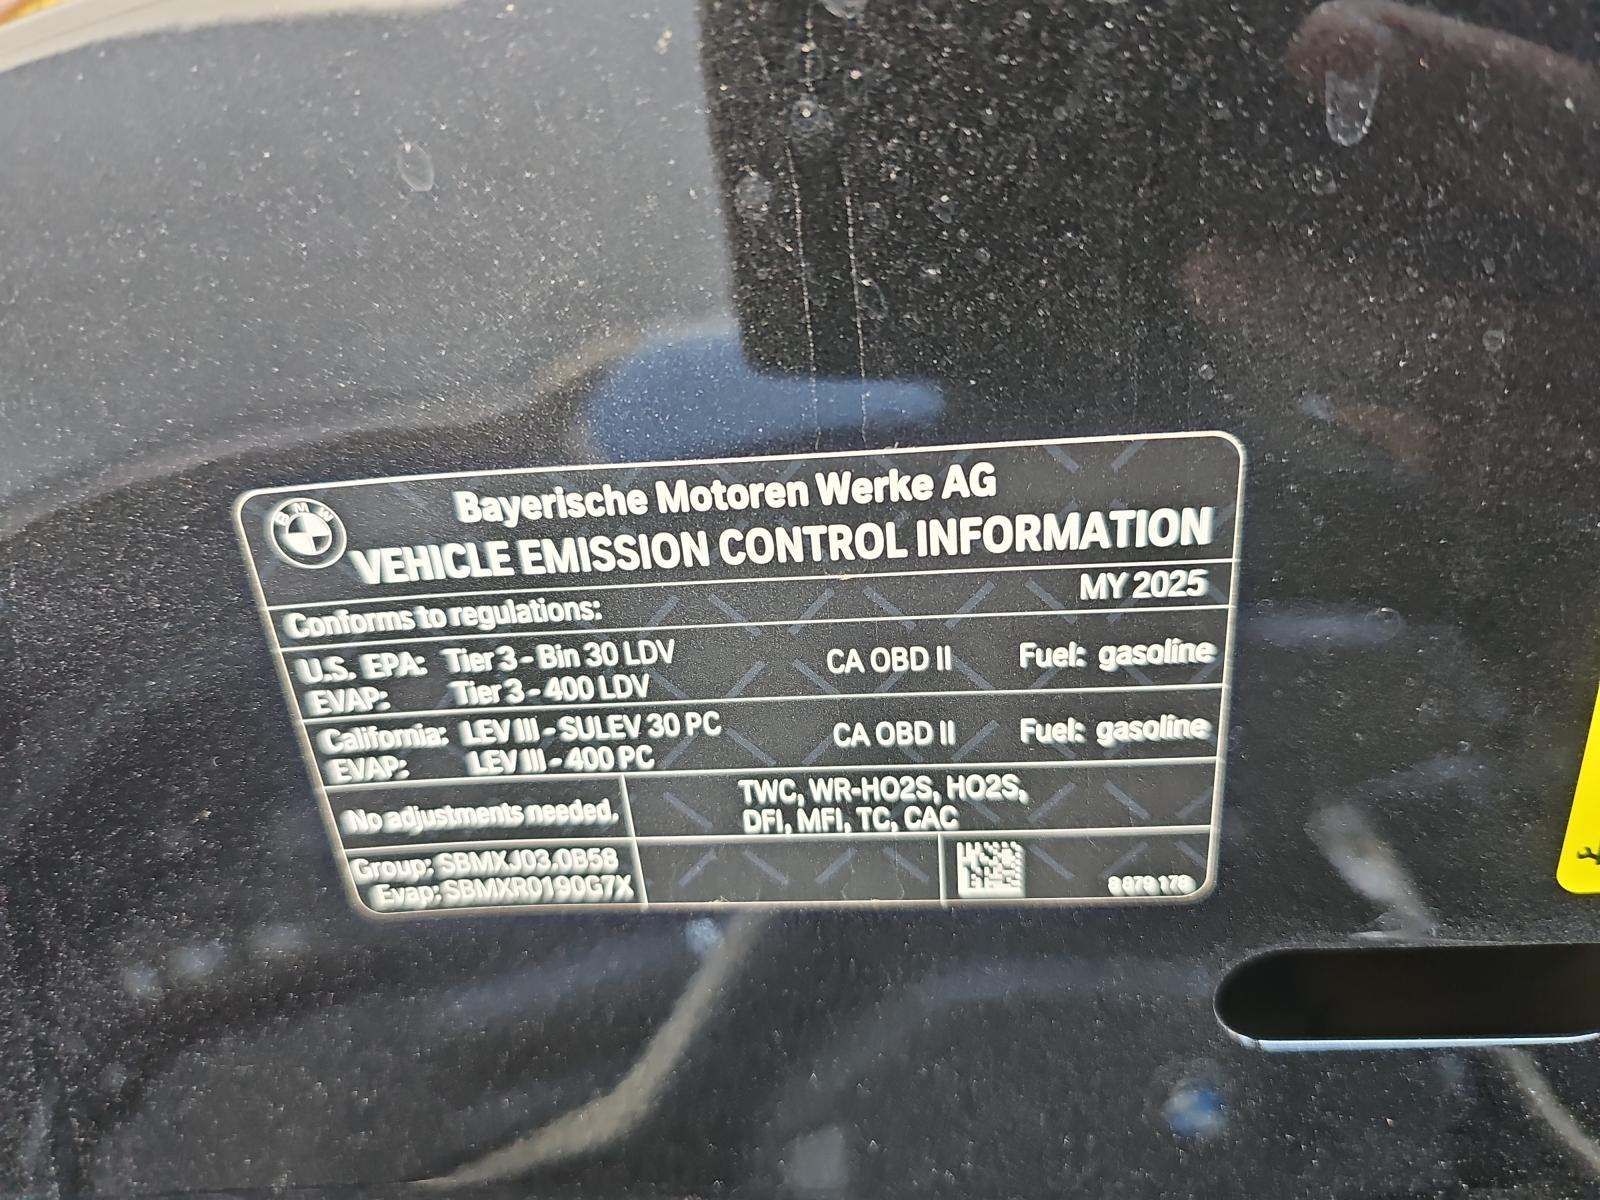 BMW
Bayerische Motoren Werke AG
VEHICLE EMISSION CONTROL INFORMATION
Conforms to regulations: MY 2025
U.S. EPA: Tier 3 - Bin 30 LDV CA OBD II Fuel: gasoline
EVAP: Tier 3 - 400 LDV
California: LEV III - SULEV 30 PC CA OBD II Fuel: gasoline
EVAP: LEV III - 400 PC
No adjustments needed. TWC, WR-HO2S, HO2S,
DFI, MFI, TC, CAC
Group: SBMXJ03.0B58
Evap: SBMXR0190G7X